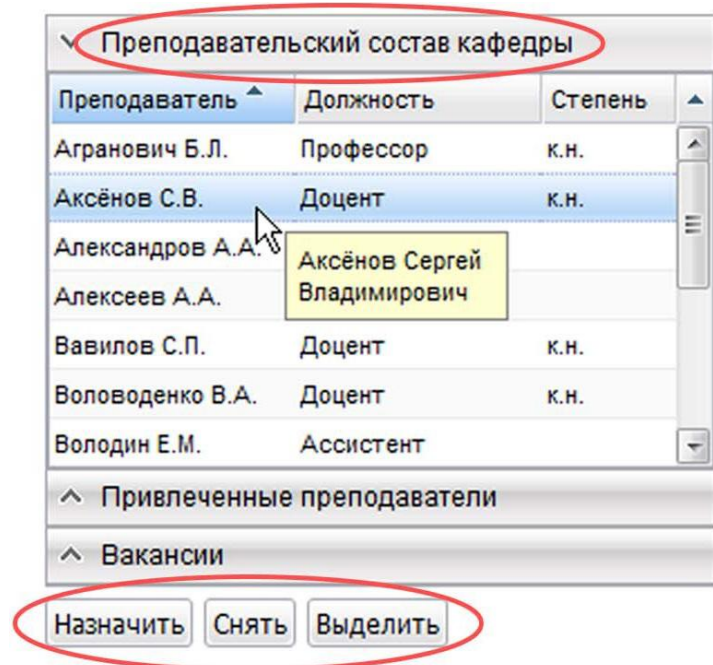 Преподавательский состав кафедры
Преподаватель Должность Степень
Агранович Б.Л. Профессор к.н.
Аксёнов С.В. Доцент к.н.
Александров А.А.
Аксёнов Сергей
Владимирович
Алексеев А.А.
Вавилов С.П. Доцент к.н.
Воловоденко В.А. Доцент к.н.
Володин Е.М. Ассистент
Привлеченные преподаватели
Вакансии
Назначить Снять Выделить